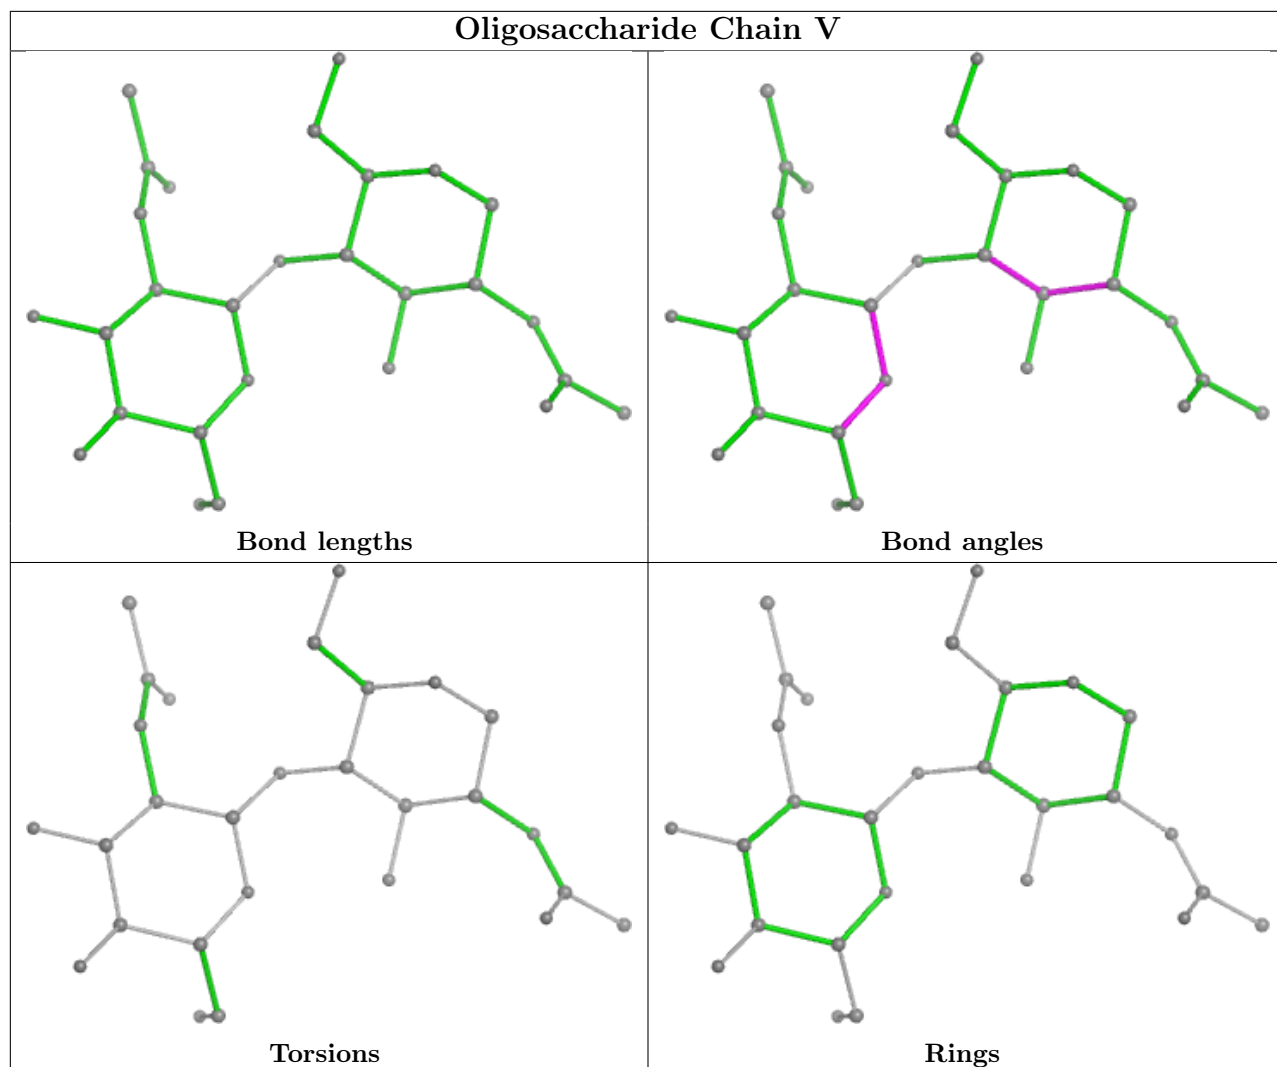 Oligosaccharide Chain V
Bond lengths
Bond angles
Torsions
Rings